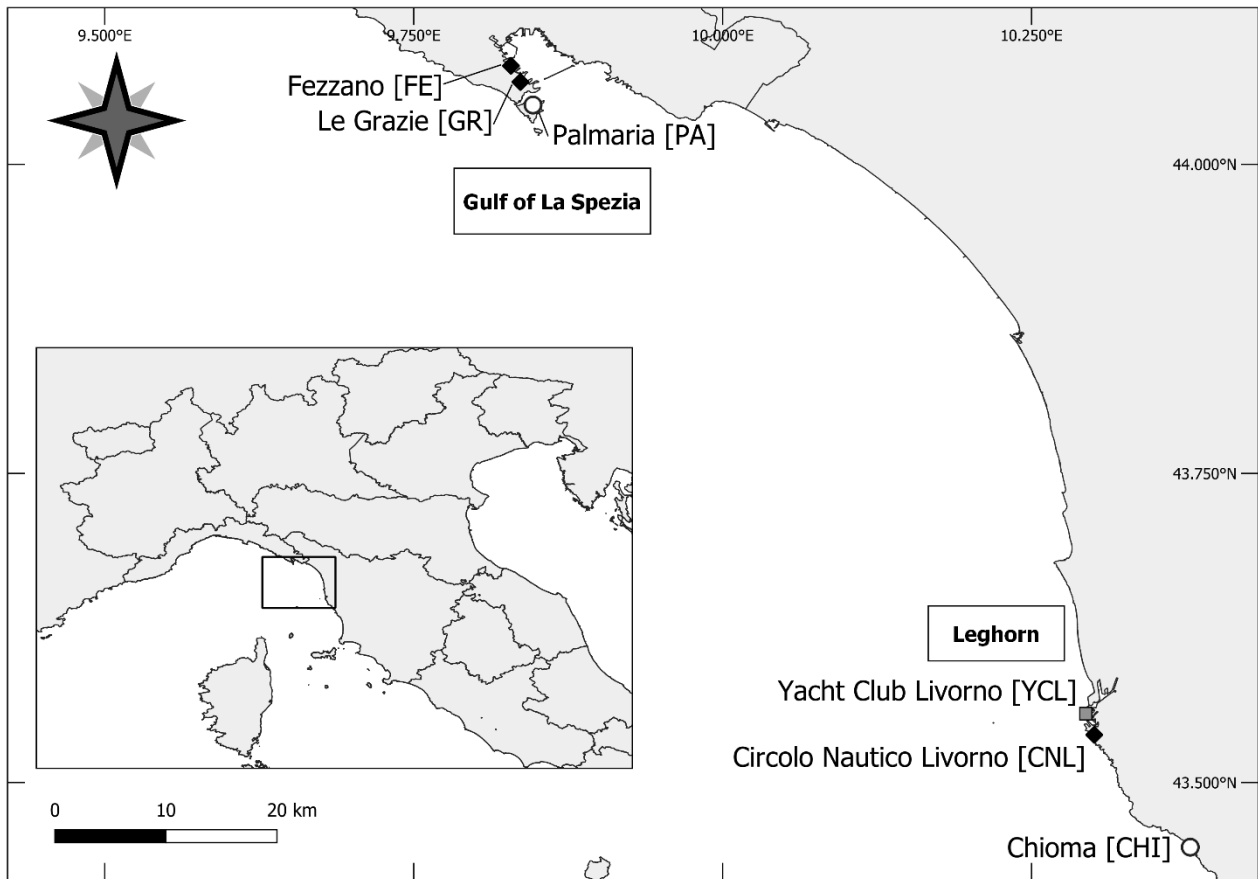 9.500°E
9.750°E
10.000°E
10.250°E
Fezzano [FE]
Le Grazie [GR]
Palmaria [PA]
44.000°N
Gulf of La Spezia
43.750°N
Leghorn
Yacht Club Livorno [YCL]
Circolo Nautico Livorno [CNL]
43.500°N
0 10 20 km
Chioma [CHI]